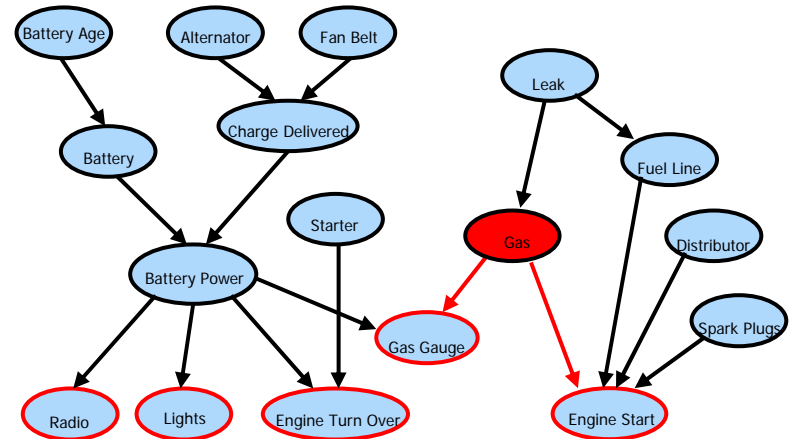 Battery Age
Alternator
Fan Belt
Leak
Charge Delivered
Battery
Fuel Line
Starter
Gas
Distributor
Battery Power
Spark Plugs
Gas Gauge
Radio
Lights
Engine Turn Over
Engine Start